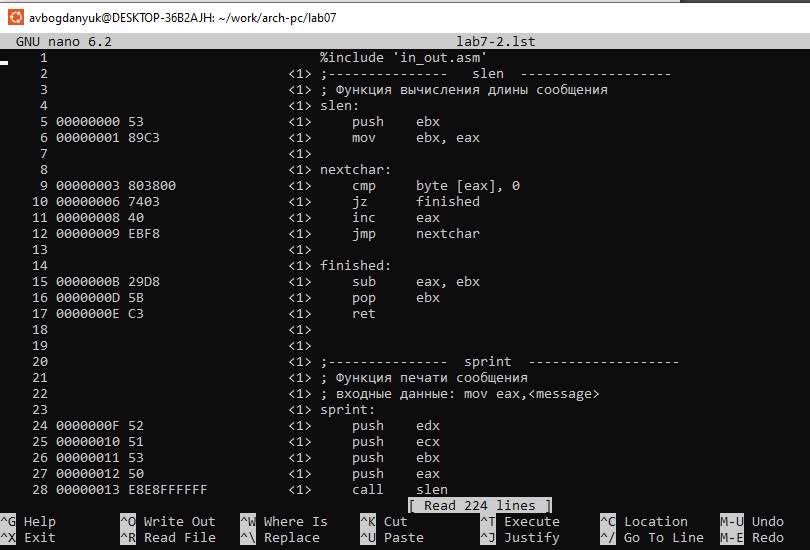 avbogdanyuk@DESKTOP-36B2AJH: ~/work/arch-pc/lab07
GNU nano 6.2 lab7-2.lst
1 %include 'in_out.asm'
2 <1> ;--------------- slen -------------------
3 <1> ; Функция вычисления длины сообщения
4 <1> slen:
5 00000000 53 <1> push ebx
6 00000001 89C3 <1> mov ebx, eax
7 <1>
8 <1> nextchar:
9 00000003 803800 <1> cmp byte [eax], 0
10 00000006 7403 <1> jz finished
11 00000008 40 <1> inc eax
12 00000009 EBF8 <1> jmp nextchar
13 <1>
14 <1> finished:
15 0000000B 29D8 <1> sub eax, ebx
16 0000000D 5B <1> pop ebx
17 0000000E C3 <1> ret
18 <1>
19 <1>
20 <1> ;--------------- sprint -------------------
21 <1> ; Функция печати сообщения
22 <1> ; входные данные: mov eax,<message>
23 <1> sprint:
24 0000000F 52 <1> push edx
25 00000010 51 <1> push ecx
26 00000011 53 <1> push ebx
27 00000012 50 <1> push eax
28 00000013 E8E8FFFFFF <1> call slen
[ Read 224 lines ]
^G Help ^O Write Out ^W Where Is ^K Cut ^T Execute ^C Location M-U Undo
^X Exit ^R Read File ^\ Replace ^U Paste ^J Justify ^/ Go To Line M-E Redo